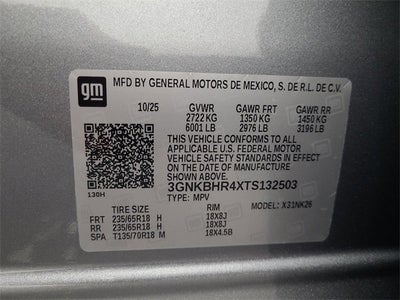 gm
MFD BY GENERAL MOTORS DE MEXICO, S. DE R.L. DE C.V.
10/25 GVWR GAWR FRT GAWR RR
2722 KG 1350 KG 1450 KG
6001 LB 2976 LB 3196 LB
THIS VEHICLE CONFORMS TO ALL
APPLICABLE U.S. FEDERAL MOTOR
VEHICLE SAFETY AND THEFT
PREVENTION STANDARDS IN EFFECT ON
THE DATE OF MANUFACTURE SHOWN ABOVE.
3GNKBHR4XTS132503
130H TYPE: MPV MODEL: X31NK26
TIRE SIZE RIM
FRT 235/65R18 H 18X8J
RR 235/65R18 H 18X8J
SPA T135/70R18 M 18X4.5B